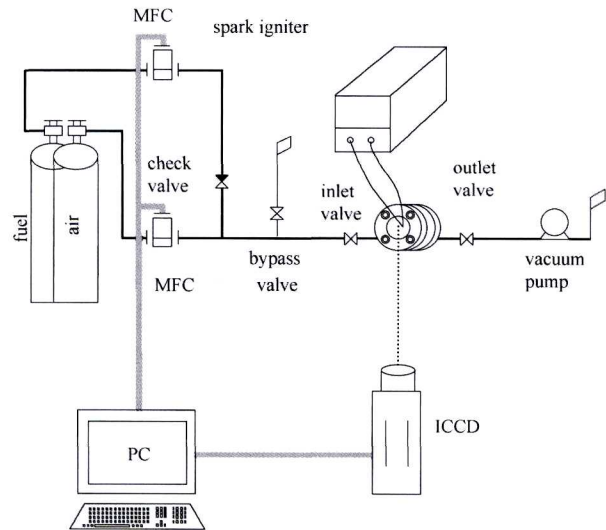 MFC
spark igniter
check
valve
inlet
valve
outlet
valve
fuel
air
MFC
bypass
valve
vacuum
pump
PC
ICCD